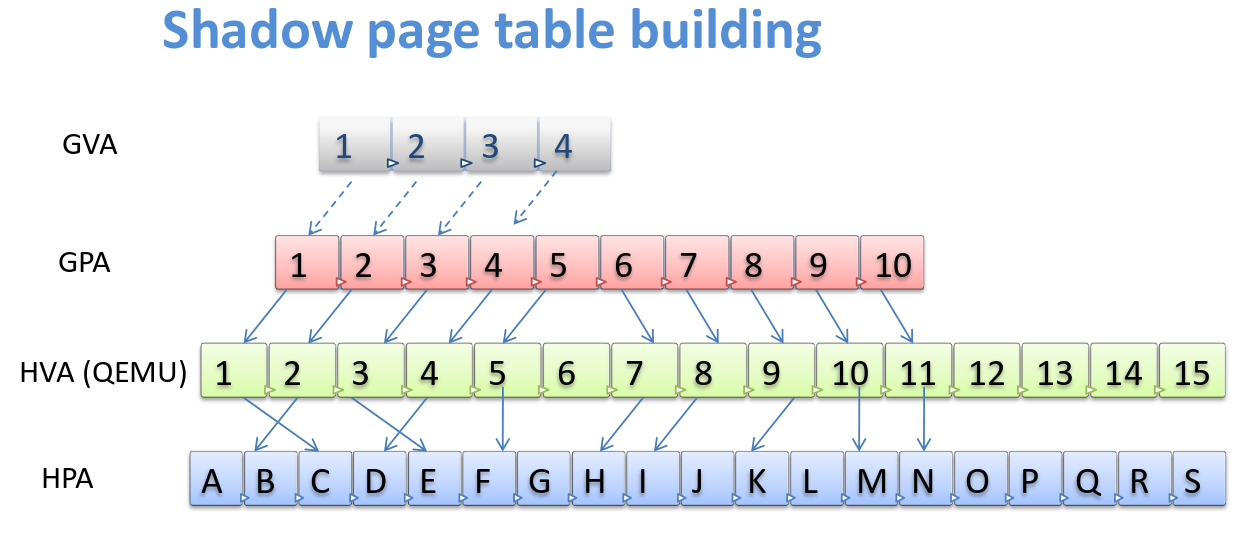 Shadow page table building
GVA 1 2 3 4
GPA 1 2 3 4 5 6 7 8 9 10
HVA (QEMU) 1 2 3 4 5 6 7 8 9 10 11 12 13 14 15
HPA A B C D E F G H I J K L M N O P Q R S